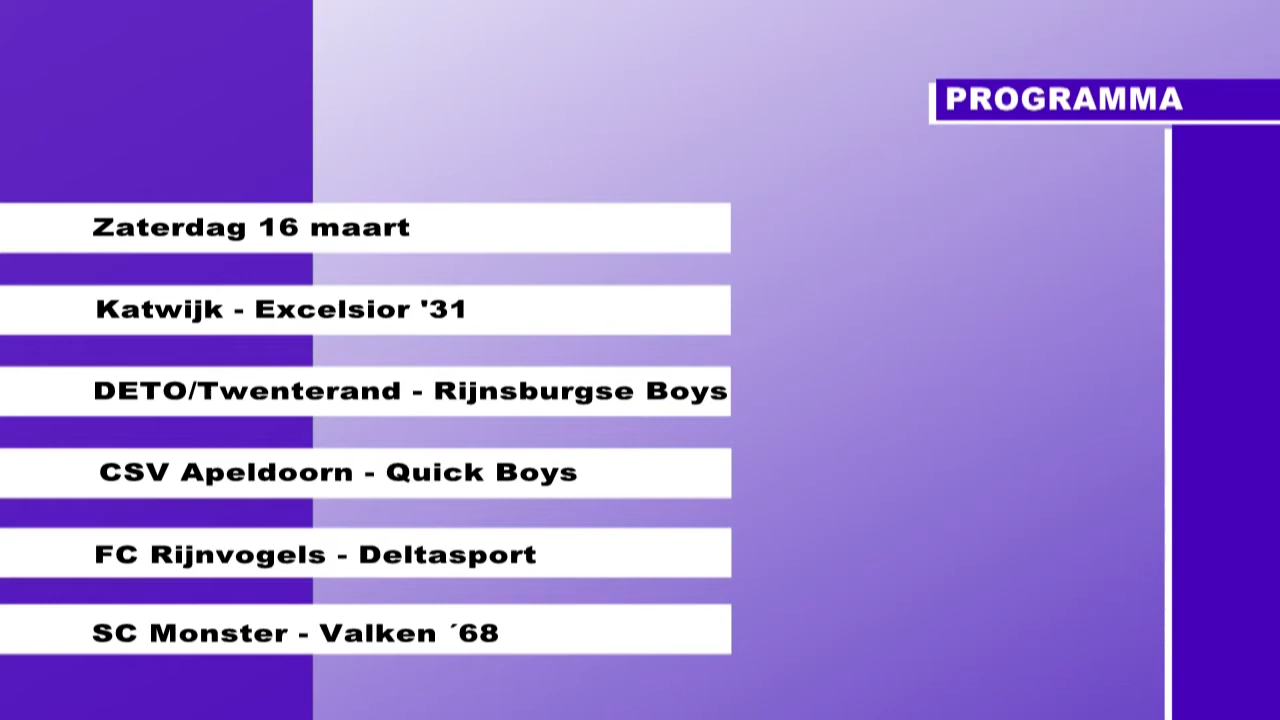 PROGRAMMA
Zaterdag 16 maart
Katwijk - Excelsior '31
DETO/Twenterand - Rijnsburgse Boys
CSV Apeldoorn - Quick Boys
FC Rijnvogels - Deltasport
SC Monster - Valken ´68